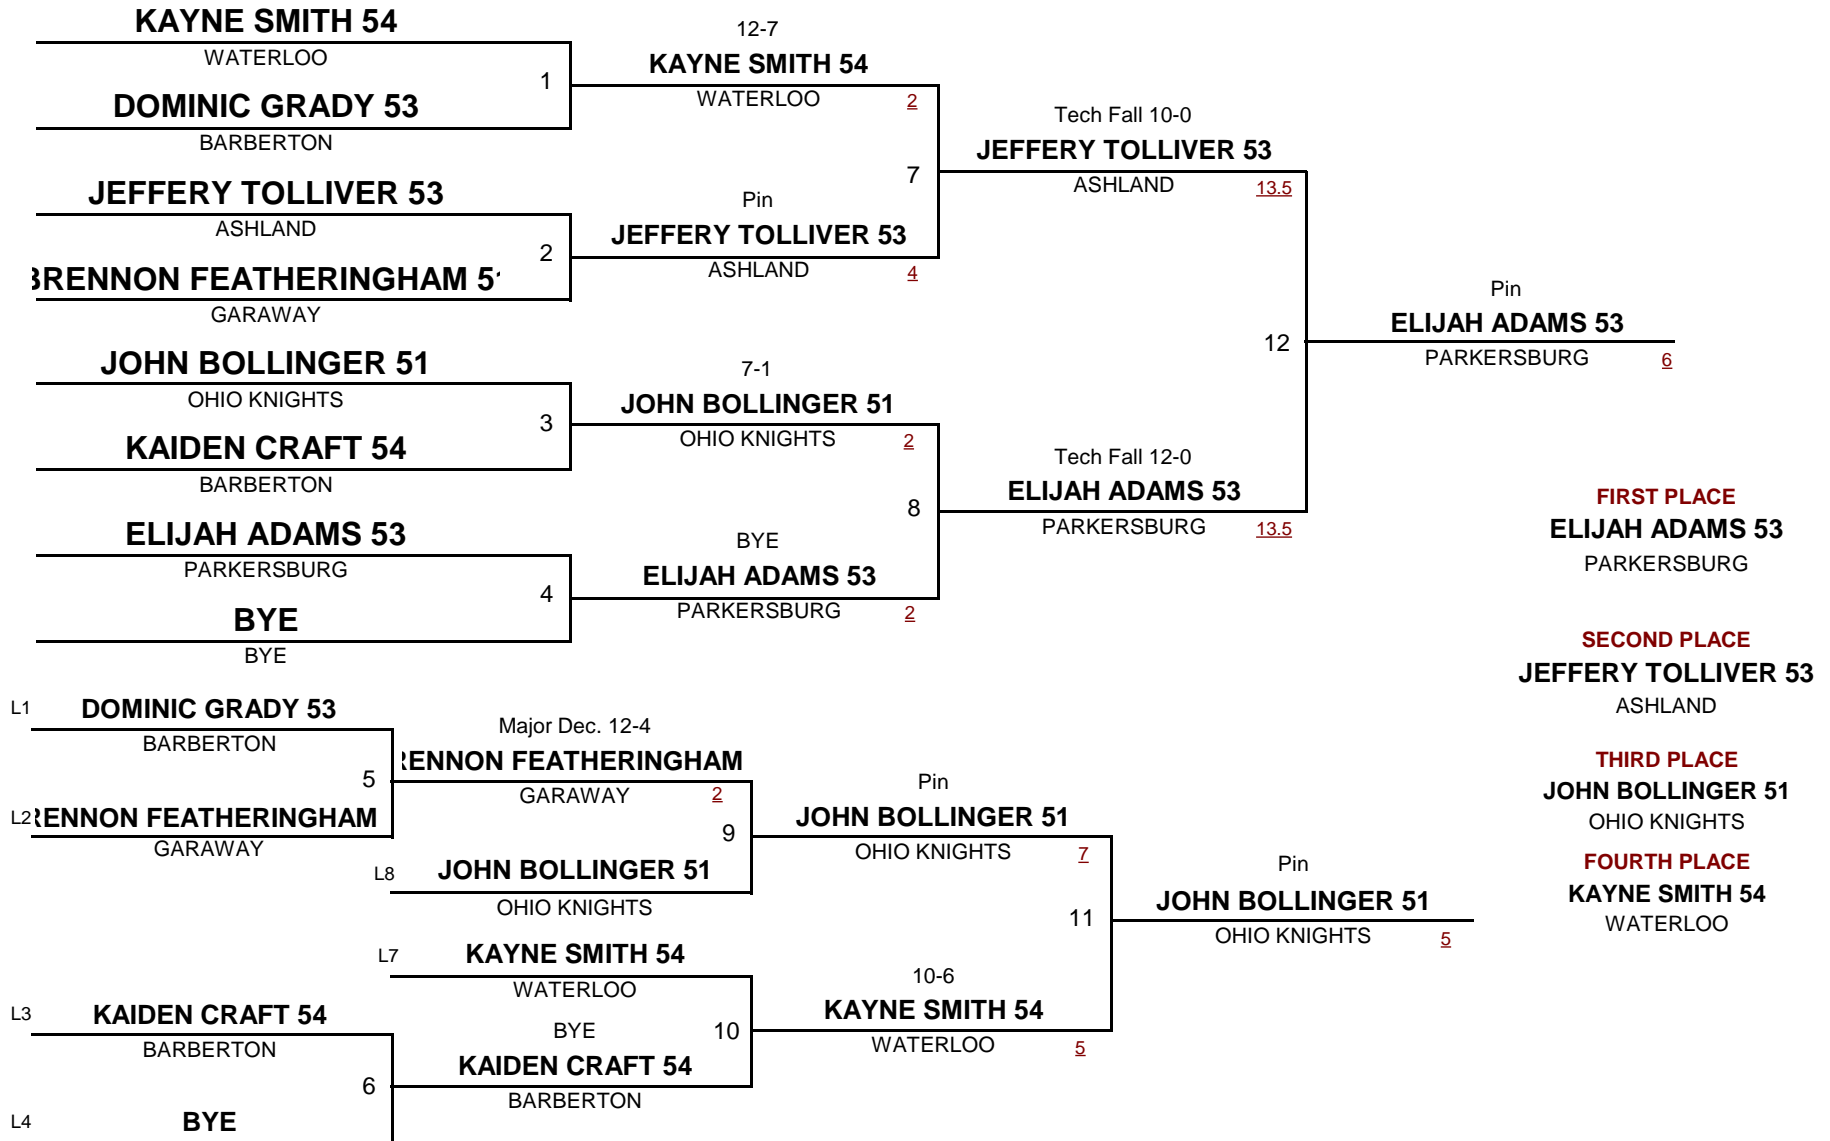 KAYNE SMITH 54
WATERLOO
1
DOMINIC GRADY 53
BARBERTON
JEFFERY TOLLIVER 53
ASHLAND
2
BRENNON FEATHERINGHAM 51
GARAWAY
JOHN BOLLINGER 51
OHIO KNIGHTS
3
KAIDEN CRAFT 54
BARBERTON
ELIJAH ADAMS 53
PARKERSBURG
4
BYE
BYE
12-7
KAYNE SMITH 54
WATERLOO 2
7
Pin
JEFFERY TOLLIVER 53
ASHLAND 4
7-1
JOHN BOLLINGER 51
OHIO KNIGHTS 2
8
BYE
ELIJAH ADAMS 53
PARKERSBURG 2
Tech Fall 10-0
JEFFERY TOLLIVER 53
ASHLAND 13.5
12
Tech Fall 12-0
ELIJAH ADAMS 53
PARKERSBURG 13.5
Pin
ELIJAH ADAMS 53
PARKERSBURG 6
FIRST PLACE
ELIJAH ADAMS 53
PARKERSBURG
SECOND PLACE
JEFFERY TOLLIVER 53
ASHLAND
THIRD PLACE
JOHN BOLLINGER 51
OHIO KNIGHTS
FOURTH PLACE
KAYNE SMITH 54
WATERLOO
L1 DOMINIC GRADY 53
BARBERTON
5
L2 RENNON FEATHERINGHAM
GARAWAY
Major Dec. 12-4
RENNON FEATHERINGHAM
GARAWAY 2
9
L8 JOHN BOLLINGER 51
OHIO KNIGHTS
L7 KAYNE SMITH 54
WATERLOO
10
L3 KAIDEN CRAFT 54
BARBERTON
6
L4 BYE
BYE
KAIDEN CRAFT 54
BARBERTON
Pin
JOHN BOLLINGER 51
OHIO KNIGHTS 7
11
10-6
KAYNE SMITH 54
WATERLOO 5
Pin
JOHN BOLLINGER 51
OHIO KNIGHTS 5